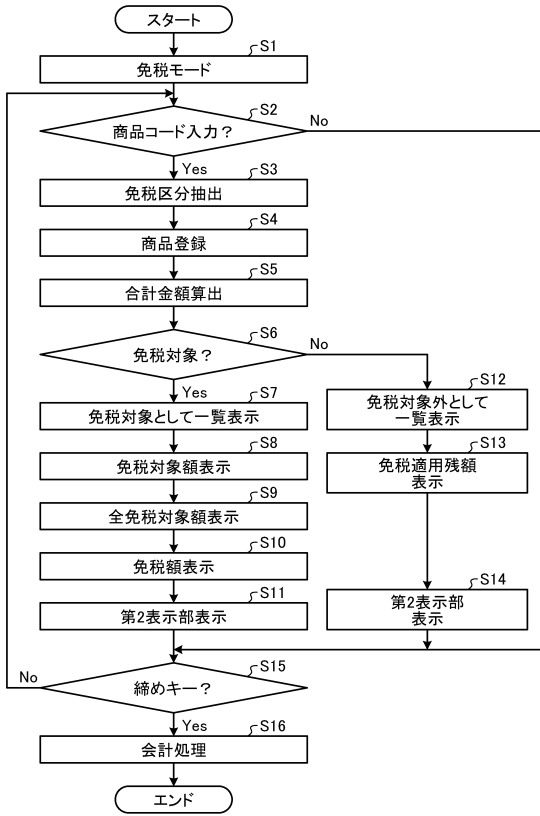 スタート
S1
免税モード
S2
商品コード入力？
No
Yes
S3
免税区分抽出
S4
商品登録
S5
合計金額算出
S6
免税対象？
No
Yes
S7
免税対象として一覧表示
S12
免税対象外として
一覧表示
S8
免税対象額表示
S13
免税適用残額
表示
S9
全免税対象額表示
S10
免税額表示
S11
第2表示部表示
S14
第2表示部
表示
S15
締めキー？
No
Yes
S16
会計処理
エンド